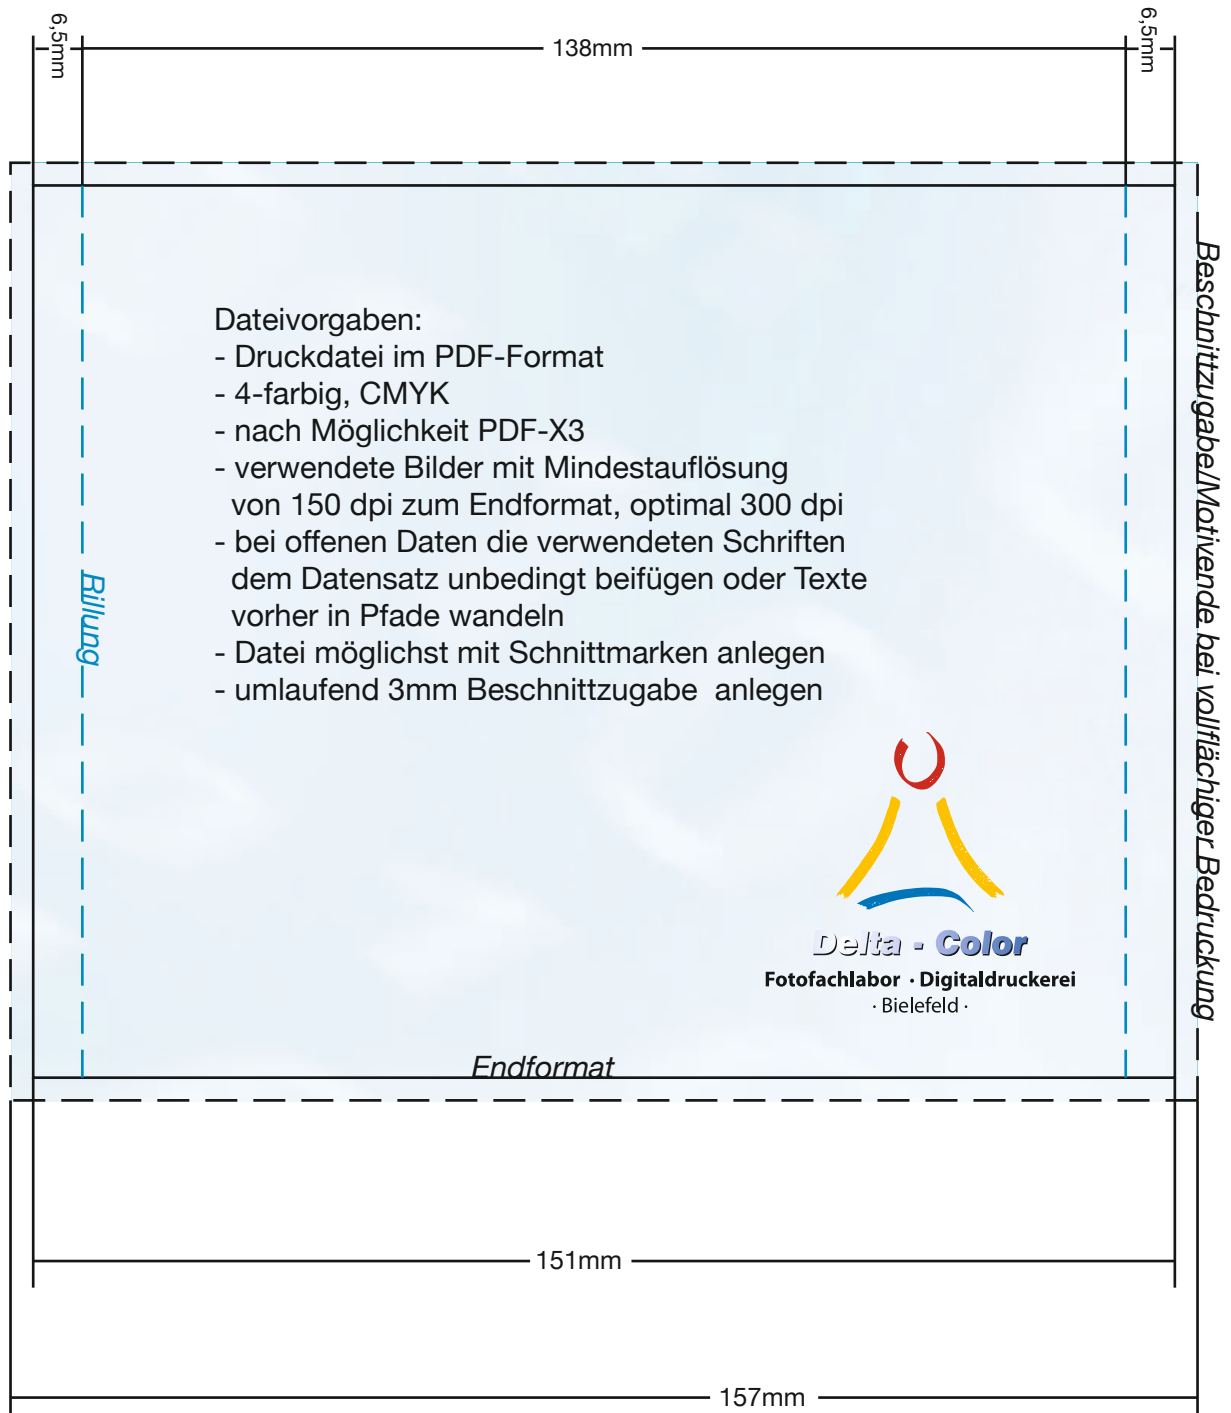 6,5mm
138mm
6,5mm
Dateivorgaben:
- Druckdatei im PDF-Format
- 4-farbig, CMYK
- nach Möglichkeit PDF-X3
- verwendete Bilder mit Mindestauflösung
von 150 dpi zum Endformat, optimal 300 dpi
- bei offenen Daten die verwendeten Schriften
dem Datensatz unbedingt beifügen oder Texte
vorher in Pfade wandeln
- Datei möglichst mit Schnittmarken anlegen
- umlaufend 3mm Beschnittzugabe  anlegen
Rillung
Beschnittzugabe/Motivende bei vollflächiger Bedruckung
Delta - Color
Fotofachlabor · Digitaldruckerei
· Bielefeld ·
Endformat
151mm
157mm